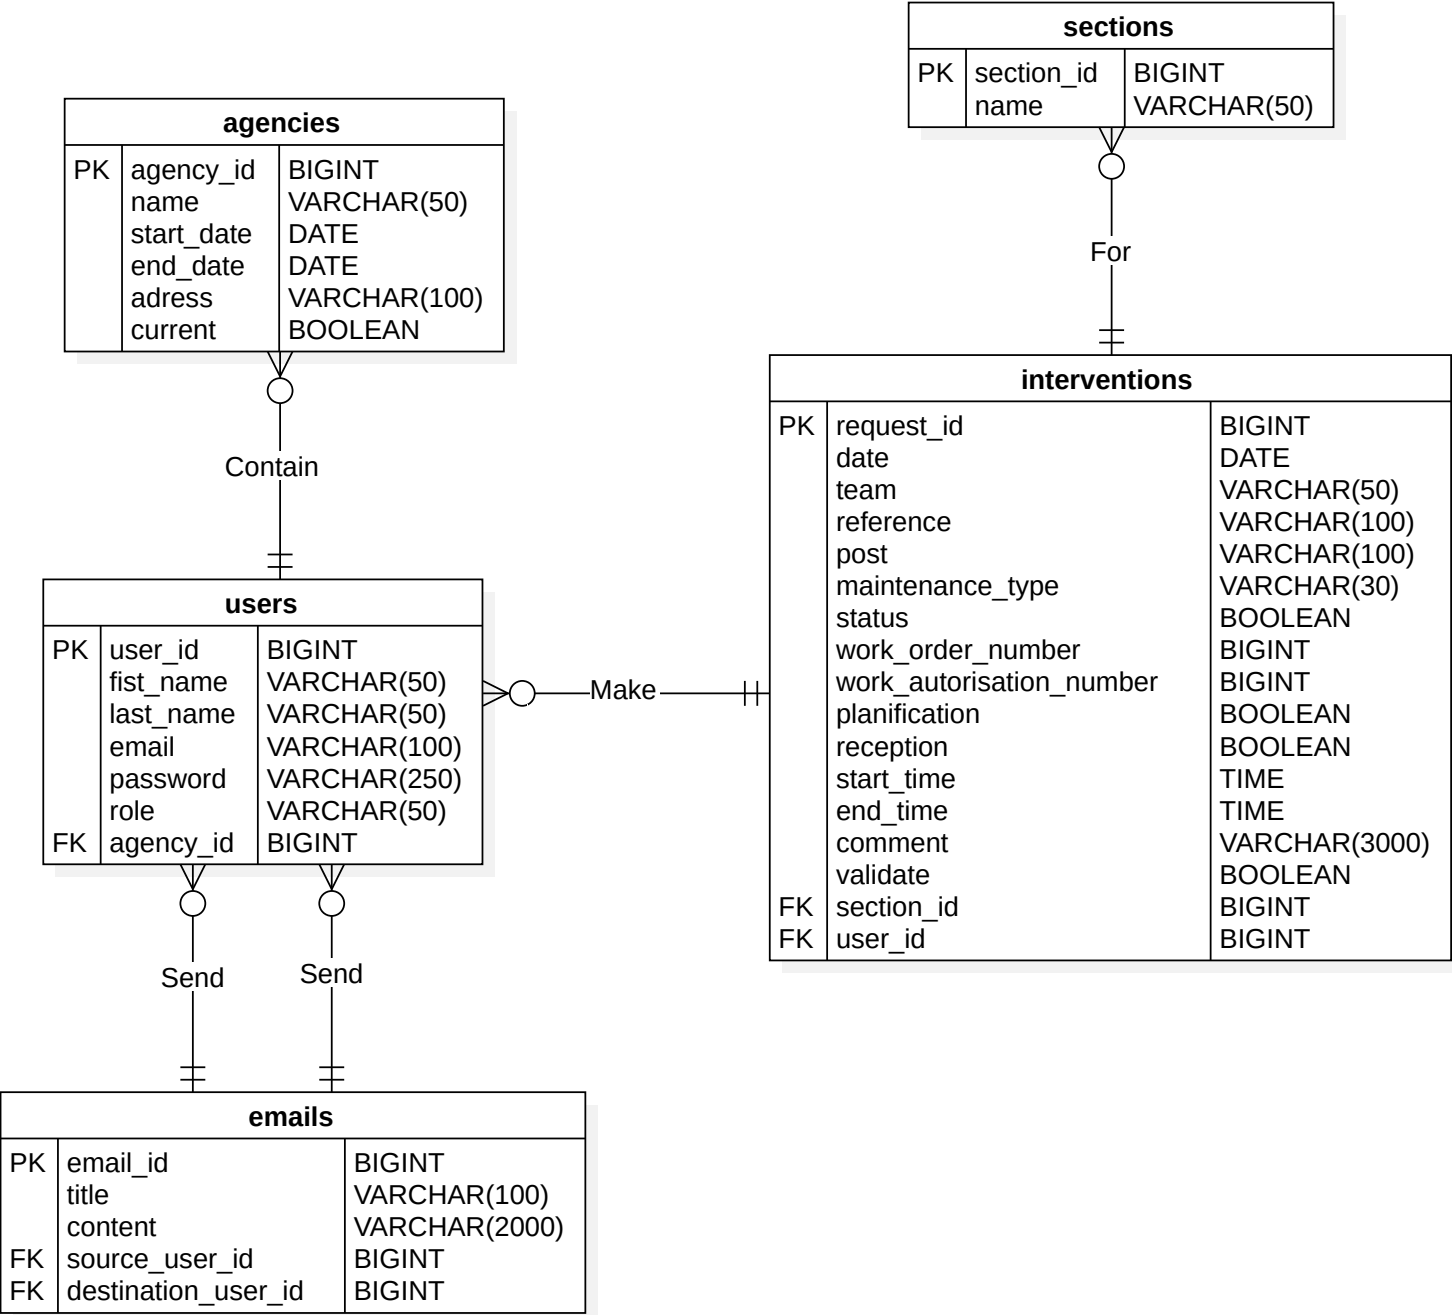 sections
PK section_id BIGINT
name VARCHAR(50)
agencies
PK agency_id BIGINT
name VARCHAR(50)
start_date DATE
end_date DATE
adress VARCHAR(100)
current BOOLEAN
For
Contain
interventions
PK request_id BIGINT
date DATE
team VARCHAR(50)
reference VARCHAR(100)
post VARCHAR(100)
maintenance_type VARCHAR(30)
status BOOLEAN
work_order_number BIGINT
work_autorisation_number BIGINT
planification BOOLEAN
reception BOOLEAN
start_time TIME
end_time TIME
comment VARCHAR(3000)
validate BOOLEAN
FK section_id BIGINT
FK user_id BIGINT
users
PK user_id BIGINT
fist_name VARCHAR(50)
last_name VARCHAR(50)
email VARCHAR(100)
password VARCHAR(250)
role VARCHAR(50)
FK agency_id BIGINT
Make
Send
Send
emails
PK email_id BIGINT
title VARCHAR(100)
content VARCHAR(2000)
FK source_user_id BIGINT
FK destination_user_id BIGINT